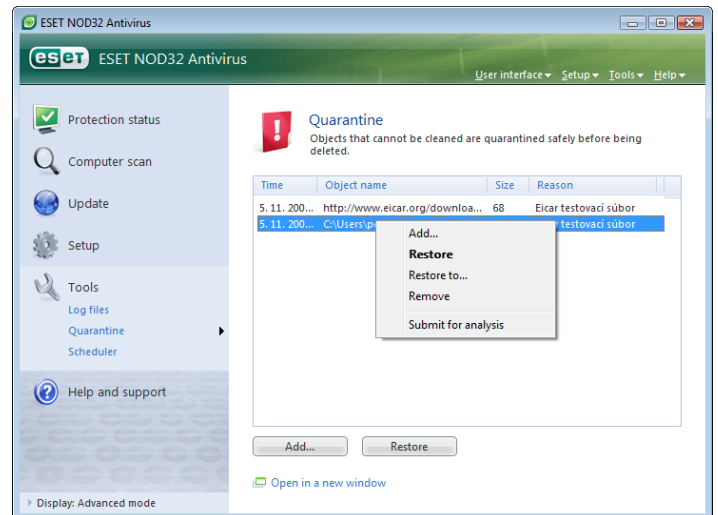 ESET NOD32 Antivirus
eset ESET NOD32 Antivirus
User interface Setup Tools Help
Protection status
Computer scan
Update
Setup
Tools
Log files
Quarantine
Scheduler
Help and support
Display: Advanced mode
Quarantine
Objects that cannot be cleaned are quarantined safely before being
deleted.
Time Object name Size Reason
5. 11. 200... http://www.eicar.org/downloa... 68 Eicar testovací súbor
5. 11. 200... C:\Users\p testovací súbor
Add...
Restore
Restore to...
Remove
Submit for analysis
Add... Restore
Open in a new window